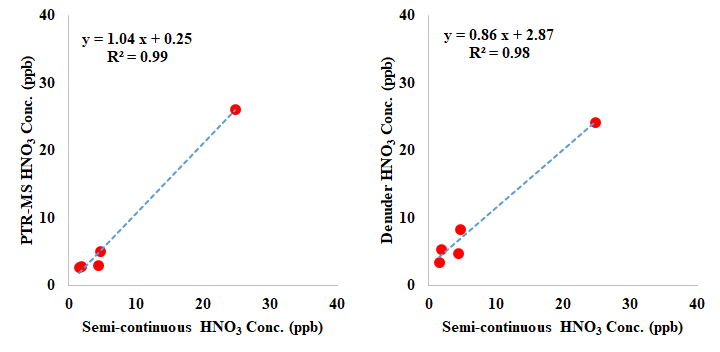 40
30
20
10
0
PTR-MS HNO₃ Conc. (ppb)
y = 1.04 x + 0.25
R² = 0.99
0 10 20 30 40
Semi-continuous HNO₃ Conc. (ppb)
40
30
20
10
0
Denuder HNO₃ Conc. (ppb)
y = 0.86 x + 2.87
R² = 0.98
0 10 20 30 40
Semi-continuous HNO₃ Conc. (ppb)